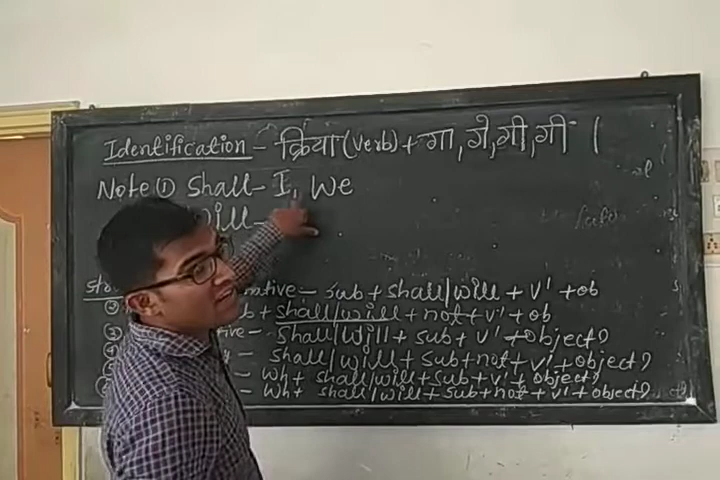 Identification - क्रिया (verb) + गा, गे, गी, गी ।
Note ① Shall - I, We
Will -
- Sub + shall/will + v¹ + ob
+ shall/will + not + v¹ + ob
- Shall/Will + sub + v¹ + object?
- shall/will + sub + not + v¹ + object?
- Wh + shall/will + sub + v¹ + object?
- Wh + shall/will + sub + not + v¹ + object?